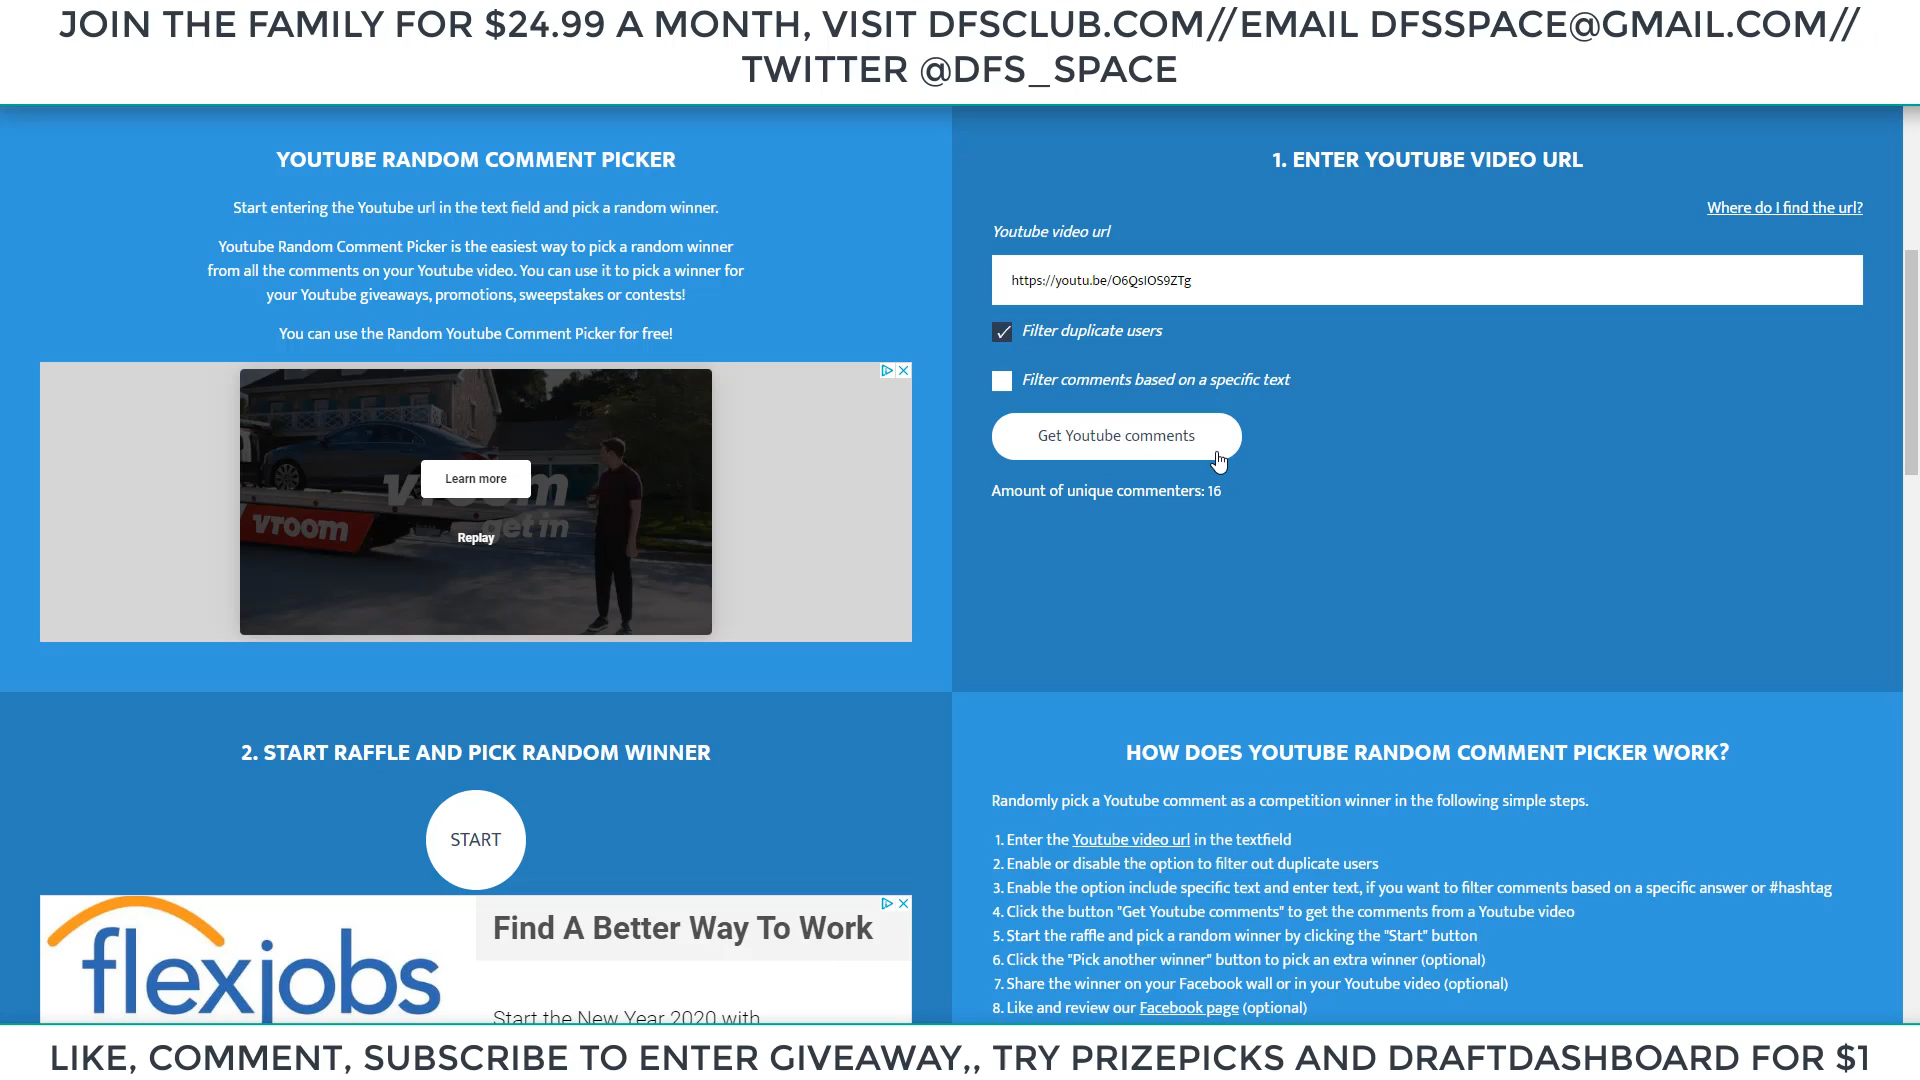 JOIN THE FAMILY FOR $24.99 A MONTH, VISIT DFSCLUB.COM//EMAIL DFSSPACE@GMAIL.COM//
TWITTER @DFS_SPACE
YOUTUBE RANDOM COMMENT PICKER
Start entering the Youtube url in the text field and pick a random winner.
Youtube Random Comment Picker is the easiest way to pick a random winner
from all the comments on your Youtube video. You can use it to pick a winner for
your Youtube giveaways, promotions, sweepstakes or contests!
You can use the Random Youtube Comment Picker for free!
vroom
get in
Learn more
Replay
vroom
1. ENTER YOUTUBE VIDEO URL
Where do I find the url?
Youtube video url
https://youtu.be/O6QsIOS9ZTg
Filter duplicate users
Filter comments based on a specific text
Get Youtube comments
Amount of unique commenters: 16
2. START RAFFLE AND PICK RANDOM WINNER
START
flexjobs
Find A Better Way To Work
Start the New Year 2020 with
HOW DOES YOUTUBE RANDOM COMMENT PICKER WORK?
Randomly pick a Youtube comment as a competition winner in the following simple steps.
1. Enter the Youtube video url in the textfield
2. Enable or disable the option to filter out duplicate users
3. Enable the option include specific text and enter text, if you want to filter comments based on a specific answer or #hashtag
4. Click the button "Get Youtube comments" to get the comments from a Youtube video
5. Start the raffle and pick a random winner by clicking the "Start" button
6. Click the "Pick another winner" button to pick an extra winner (optional)
7. Share the winner on your Facebook wall or in your Youtube video (optional)
8. Like and review our Facebook page (optional)
LIKE, COMMENT, SUBSCRIBE TO ENTER GIVEAWAY,, TRY PRIZEPICKS AND DRAFTDASHBOARD FOR $1